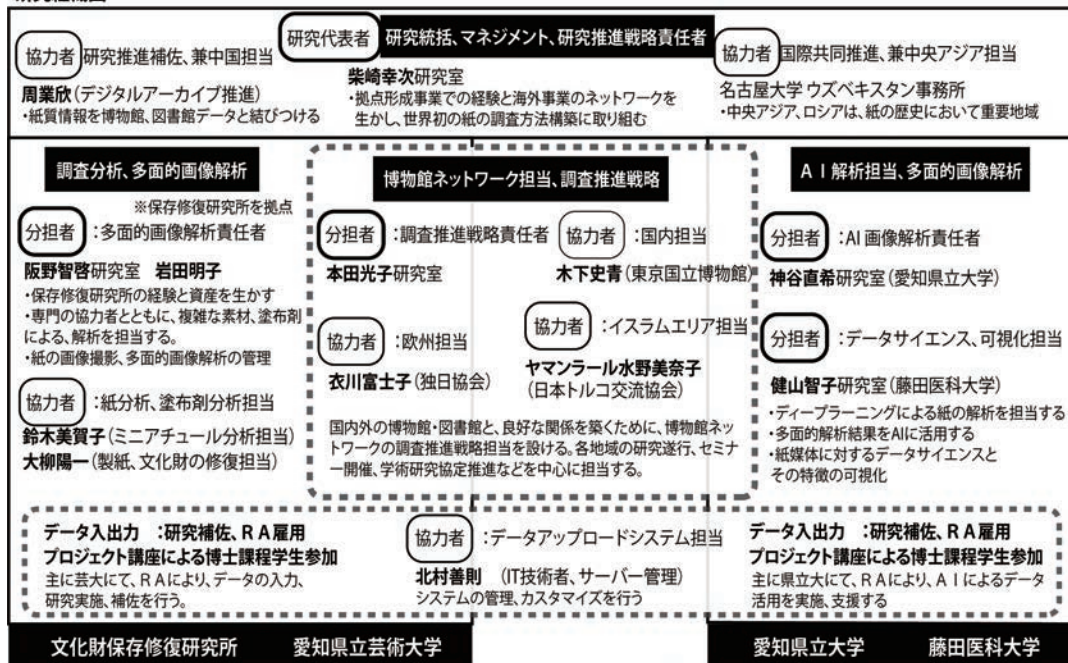 協力者 研究推進補佐、兼中国担当
周業欣(デジタルアーカイブ推進)
・紙質情報を博物館、図書館データと結びつける
研究代表者 研究統括、マネジメント、研究推進戦略責任者
柴崎幸次研究室
・拠点形成事業での経験と海外事業のネットワークを
生かし、世界初の紙の調査方法構築に取り組む
協力者 国際共同推進、兼中央アジア担当
名古屋大学 ウズベキスタン事務所
・中央アジア、ロシアは、紙の歴史において重要地域
調査分析、多面的画像解析
※保存修復研究所を拠点
分担者 :多面的画像解析責任者
阪野智啓研究室 岩田明子
・保存修復研究所の経験と資産を生かす
・専門の協力者とともに、複雑な素材、塗布剤
による、解析を担当する。
・紙の画像撮影、多面的画像解析の管理
協力者 :紙分析、塗布剤分析担当
鈴木美賀子(ミニアチュール分析担当)
大柳陽一(製紙、文化財の修復担当)
博物館ネットワーク担当、調査推進戦略
分担者 :調査推進戦略責任者
本田光子研究室
協力者 :国内担当
木下史青(東京国立博物館)
協力者 :欧州担当
衣川富士子(独日協会)
協力者 :イスラムエリア担当
ヤマンラール水野美奈子
(日本トルコ交流協会)
国内外の博物館・図書館と、良好な関係を築くために、博物館ネッ
トワークの調査推進戦略担当を設ける。各地域の研究遂行、セミナ
ー開催、学術研究協定推進などを中心に担当する。
AI解析担当、多面的画像解析
分担者 :AI 画像解析責任者
神谷直希研究室(愛知県立大学)
分担者 :データサイエンス、可視化担当
健山智子研究室(藤田医科大学)
・ディープラーニングによる紙の解析を担当する
・多面的解析結果をAIに活用する
・紙媒体に対するデータサイエンスと
その特徴の可視化
データ入出力 :研究補佐、RA雇用
プロジェクト講座による博士課程学生参加
主に芸大にて、RAにより、データの入力、
研究実施、補佐を行う。
協力者 :データアップロードシステム担当
北村善則 (IT技術者、サーバー管理)
システムの管理、カスタマイズを行う
データ入出力 :研究補佐、RA雇用
プロジェクト講座による博士課程学生参加
主に県立大にて、RAにより、AIによるデータ
活用を実施、支援する
文化財保存修復研究所 愛知県立芸術大学
愛知県立大学 藤田医科大学